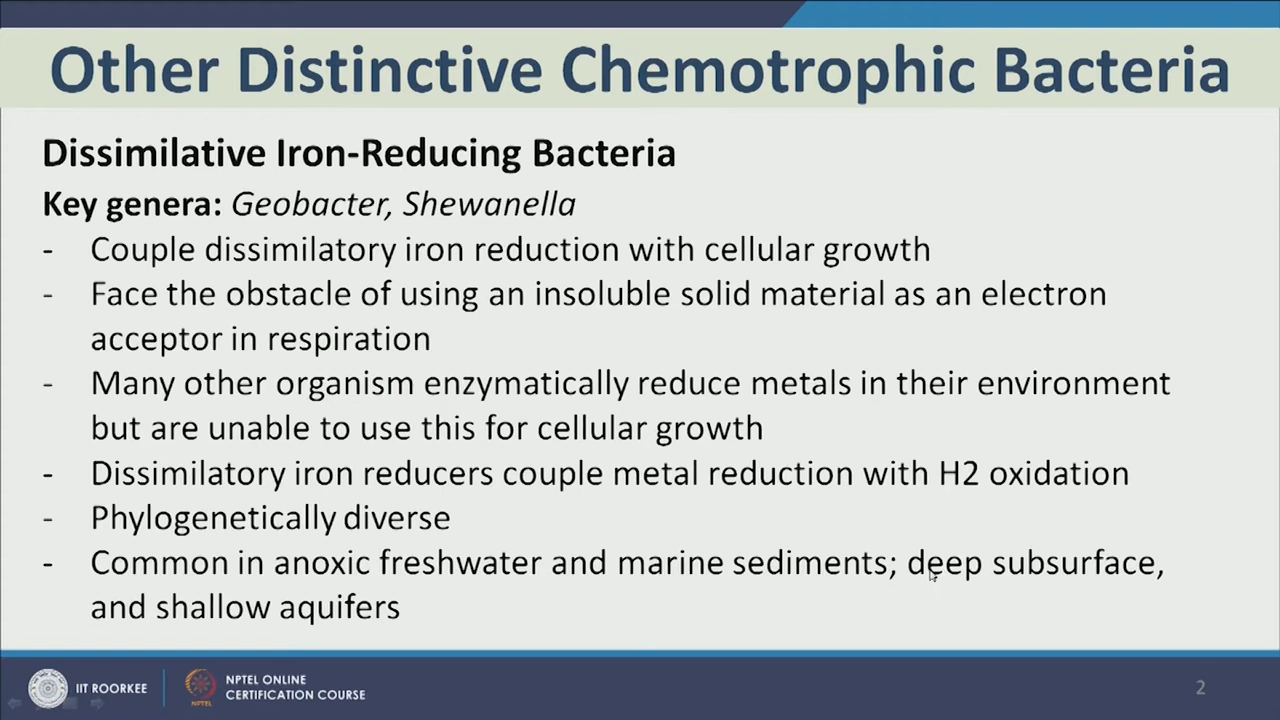 Other Distinctive Chemotrophic Bacteria
Dissimilative Iron-Reducing Bacteria
Key genera: Geobacter, Shewanella
- Couple dissimilatory iron reduction with cellular growth
- Face the obstacle of using an insoluble solid material as an electron
acceptor in respiration
- Many other organism enzymatically reduce metals in their environment
but are unable to use this for cellular growth
- Dissimilatory iron reducers couple metal reduction with H2 oxidation
- Phylogenetically diverse
- Common in anoxic freshwater and marine sediments; deep subsurface,
and shallow aquifers
IIT ROORKEE
NPTEL
NPTEL ONLINE
CERTIFICATION COURSE
2